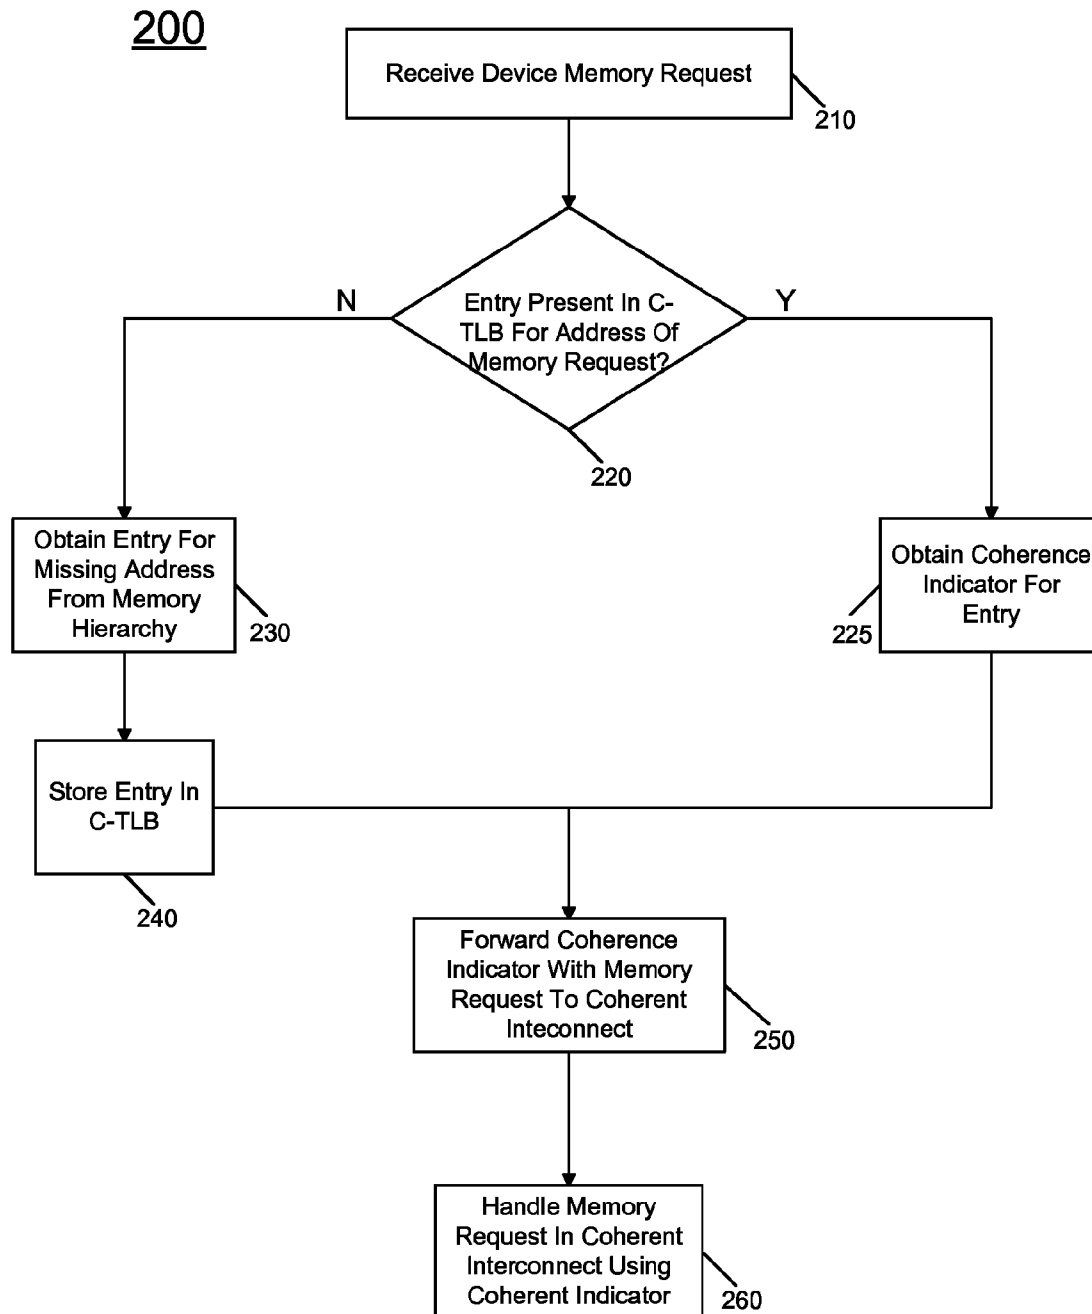 200
Receive Device Memory Request
210
N
Entry Present In C-
TLB For Address Of
Memory Request?
Y
220
Obtain Entry For
Missing Address
From Memory
Hierarchy
230
Obtain Coherence
Indicator For
Entry
225
Store Entry In
C-TLB
240
Forward Coherence
Indicator With Memory
Request To Coherent
Inteconnect
250
Handle Memory
Request In Coherent
Interconnect Using
Coherent Indicator
260